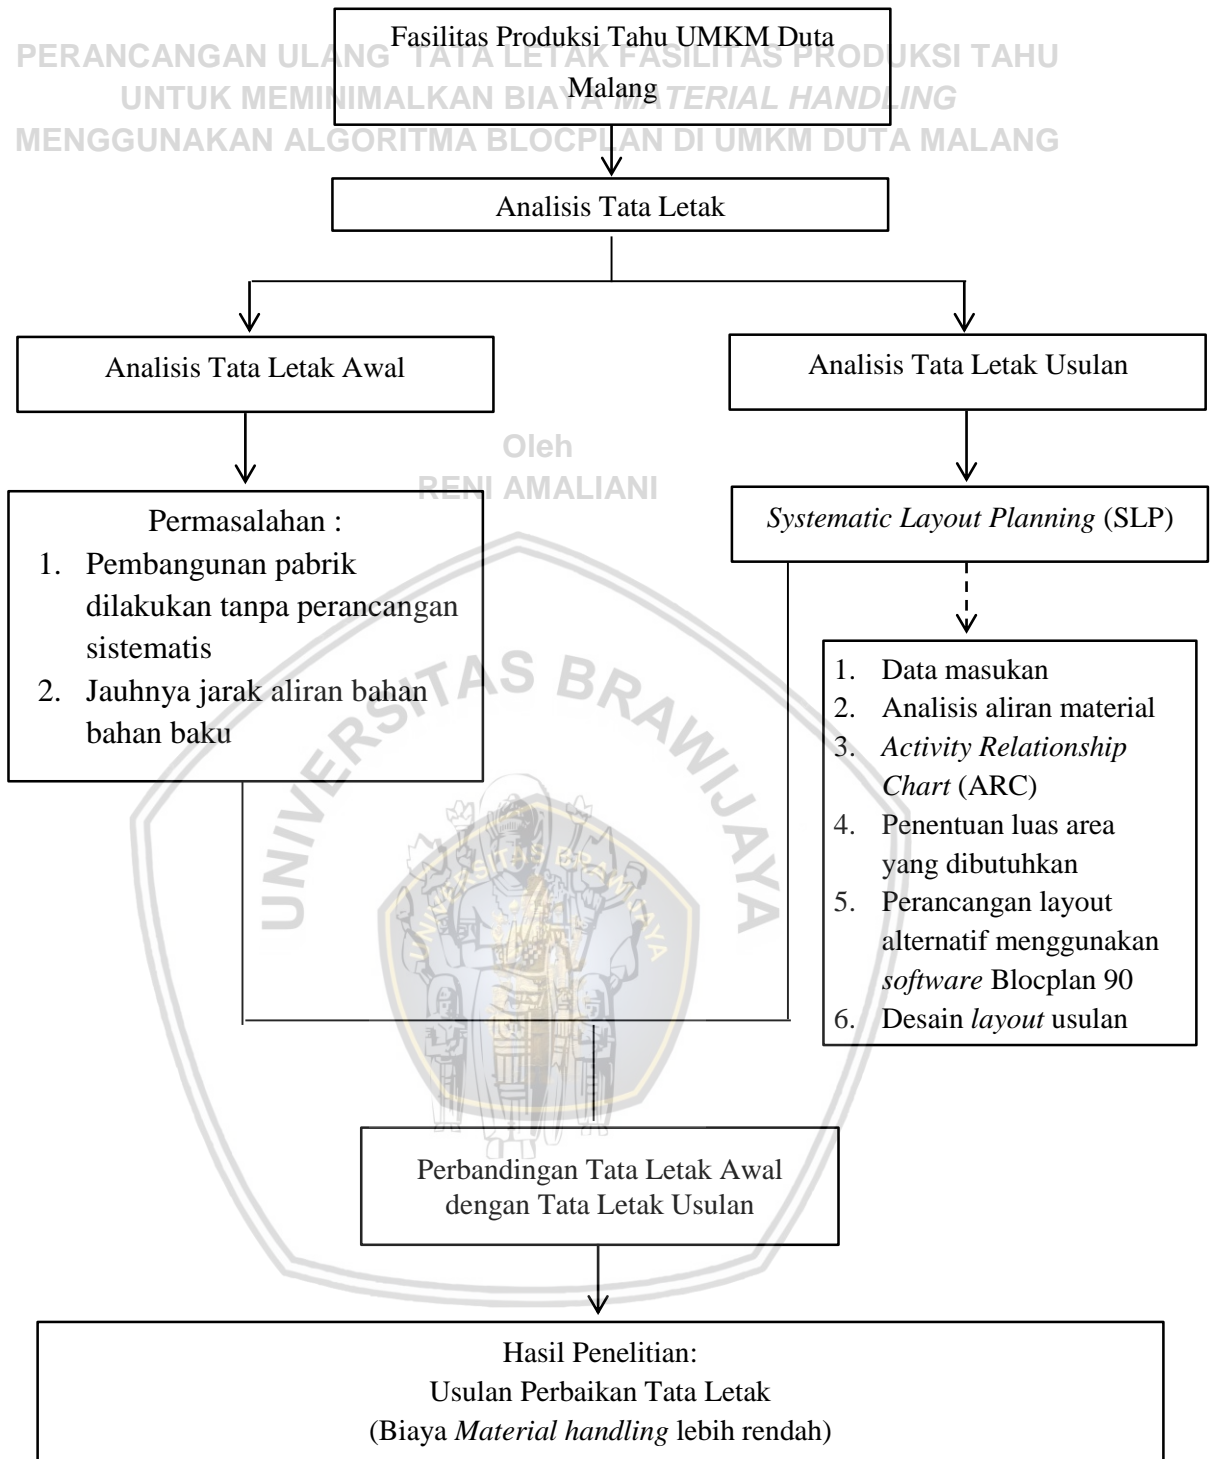 Fasilitas Produksi Tahu UMKM Duta
Malang
PERANCANGAN ULANG TATA LETAK FASILITAS PRODUKSI TAHU
UNTUK MEMINIMALKAN BIAYA MATERIAL HANDLING
MENGGUNAKAN ALGORITMA BLOCPLAN DI UMKM DUTA MALANG
Analisis Tata Letak
Analisis Tata Letak Awal
Analisis Tata Letak Usulan
Oleh
RENI AMALIANI
Permasalahan :
1. Pembangunan pabrik
dilakukan tanpa perancangan
sistematis
2. Jauhnya jarak aliran bahan
bahan baku
Systematic Layout Planning (SLP)
1. Data masukan
2. Analisis aliran material
3. Activity Relationship
Chart (ARC)
4. Penentuan luas area
yang dibutuhkan
5. Perancangan layout
alternatif menggunakan
software Blocplan 90
6. Desain layout usulan
UNIVERSITAS BRAWIJAYA
UNIVERSITAS BRAWIJAYA
Perbandingan Tata Letak Awal
dengan Tata Letak Usulan
Hasil Penelitian:
Usulan Perbaikan Tata Letak
(Biaya Material handling lebih rendah)